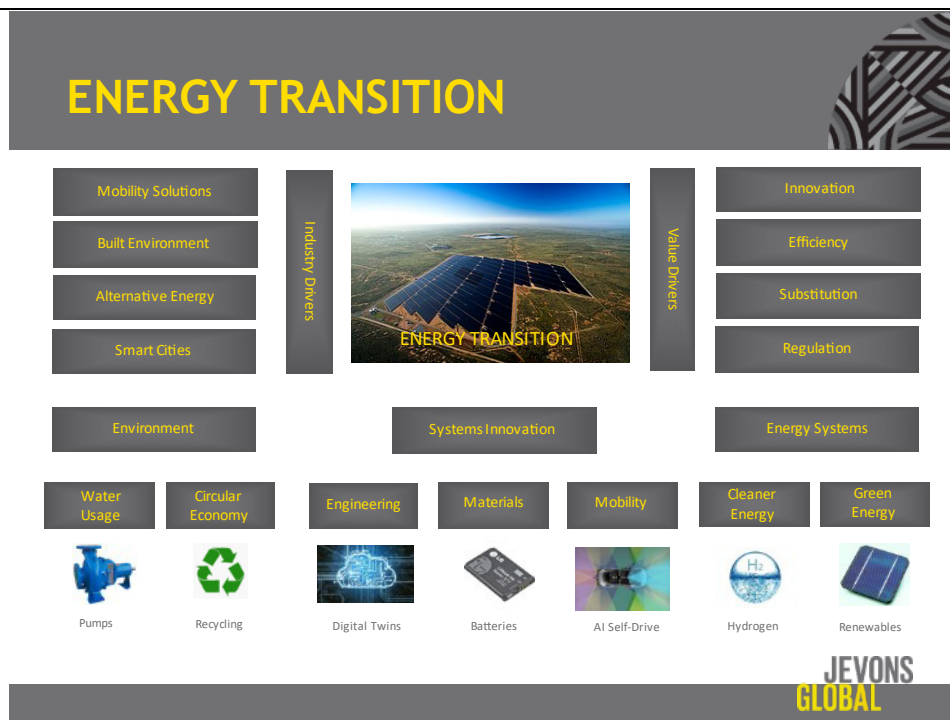 ENERGY TRANSITION
Mobility Solutions
Built Environment
Alternative Energy
Smart Cities
Industry Drivers
ENERGY TRANSITION
Value Drivers
Innovation
Efficiency
Substitution
Regulation
Environment
Systems Innovation
Energy Systems
Water
Usage
Circular
Economy
Engineering
Materials
Mobility
Cleaner
Energy
Green
Energy
H2
Pumps
Recycling
Digital Twins
Batteries
AI Self-Drive
Hydrogen
Renewables
JEVONS
GLOBAL